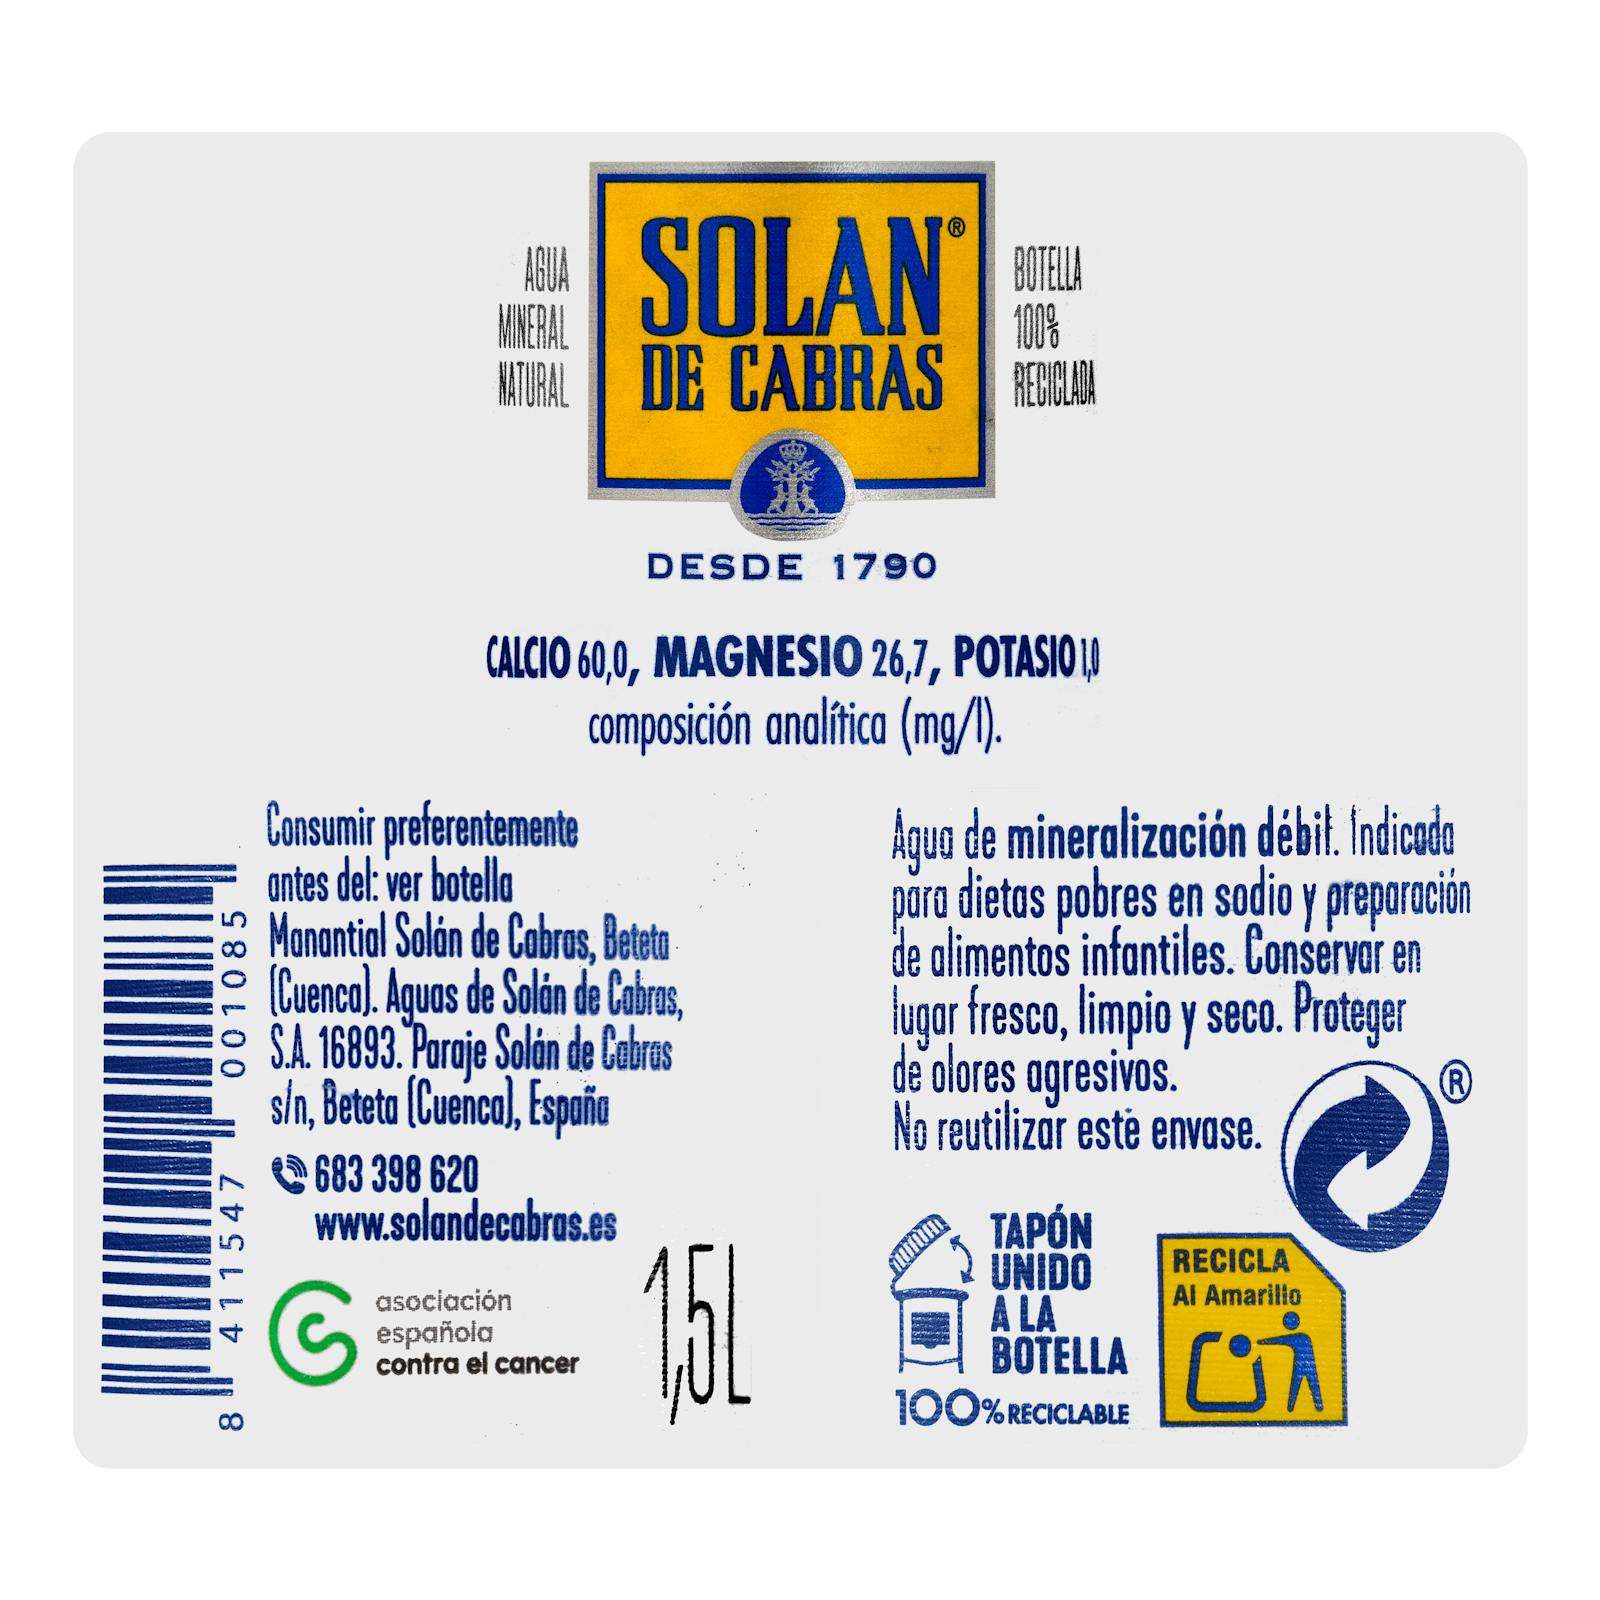 AGUA
MINERAL
NATURAL
SOLAN®
DE CABRAS
BOTELLA
100%
RECICLADA
DESDE 1790
CALCIO 60,0, MAGNESIO 26,7, POTASIO 1,0
composición analítica (mg/l).
Consumir preferentemente
antes del: ver botella
Manantial Solán de Cabras, Beteta
(Cuenca). Aguas de Solán de Cabras,
S.A. 16893. Paraje Solán de Cabras
s/n, Beteta (Cuenca), España
683 398 620
www.solandecabras.es
8 411547 001085
asociación
española
contra el cancer
1,5L
Agua de mineralización débil. Indicada
para dietas pobres en sodio y preparación
de alimentos infantiles. Conservar en
lugar fresco, limpio y seco. Proteger
de olores agresivos.
No reutilizar este envase.
®
TAPÓN
UNIDO
A LA
BOTELLA
100% RECICLABLE
RECICLA
Al Amarillo